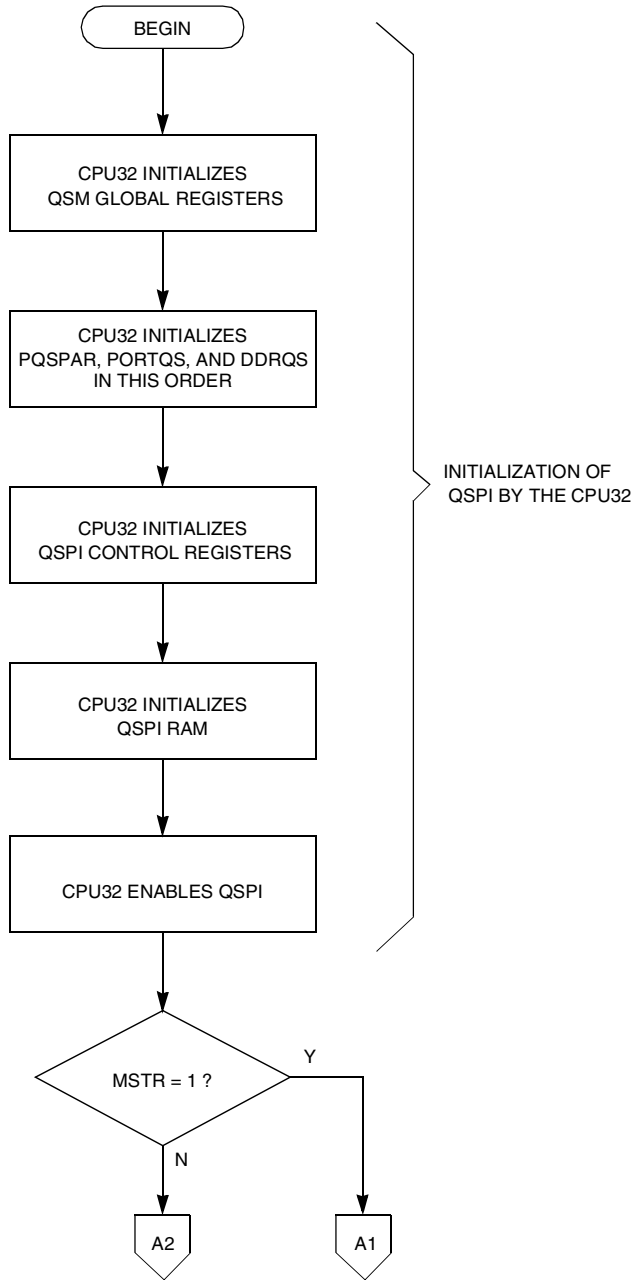 BEGIN
CPU32 INITIALIZES
QSM GLOBAL REGISTERS
CPU32 INITIALIZES
PQSPAR, PORTQS, AND DDRQS
IN THIS ORDER
INITIALIZATION OF
QSPI BY THE CPU32
CPU32 INITIALIZES
QSPI CONTROL REGISTERS
CPU32 INITIALIZES
QSPI RAM
CPU32 ENABLES QSPI
MSTR = 1 ?
Y
N
A2
A1